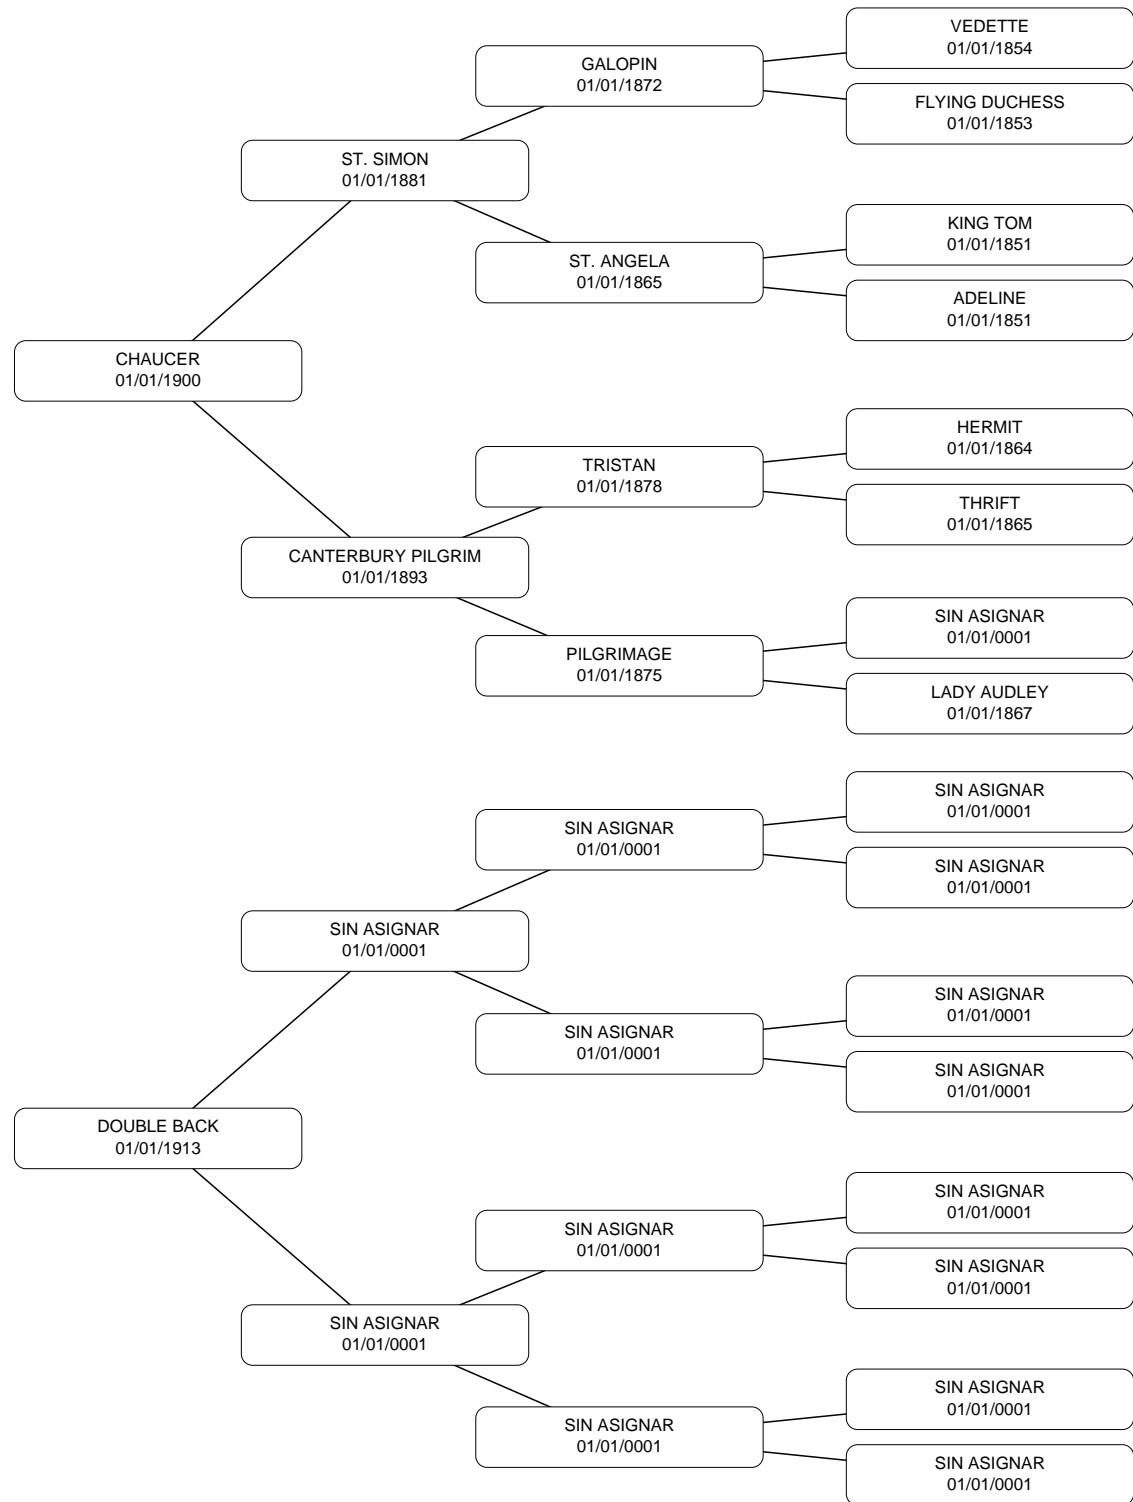 VEDETTE
01/01/1854
GALOPIN
01/01/1872
FLYING DUCHESS
01/01/1853
ST. SIMON
01/01/1881
KING TOM
01/01/1851
ST. ANGELA
01/01/1865
ADELINE
01/01/1851
CHAUCER
01/01/1900
HERMIT
01/01/1864
TRISTAN
01/01/1878
THRIFT
01/01/1865
CANTERBURY PILGRIM
01/01/1893
SIN ASIGNAR
01/01/0001
PILGRIMAGE
01/01/1875
LADY AUDLEY
01/01/1867
SIN ASIGNAR
01/01/0001
SIN ASIGNAR
01/01/0001
SIN ASIGNAR
01/01/0001
SIN ASIGNAR
01/01/0001
SIN ASIGNAR
01/01/0001
SIN ASIGNAR
01/01/0001
SIN ASIGNAR
01/01/0001
DOUBLE BACK
01/01/1913
SIN ASIGNAR
01/01/0001
SIN ASIGNAR
01/01/0001
SIN ASIGNAR
01/01/0001
SIN ASIGNAR
01/01/0001
SIN ASIGNAR
01/01/0001
SIN ASIGNAR
01/01/0001
SIN ASIGNAR
01/01/0001